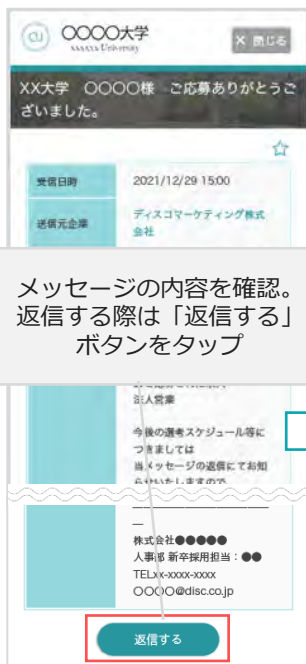 @U
〇〇〇〇大学
xxxxxx University
× 閉じる
XX大学 〇〇〇〇様 ご応募ありがとうご
ざいました。
☆
受信日時
2021/12/29 15:00
送信元企業
ディスコマーケティング株式
会社
メッセージの内容を確認。
返信する際は「返信する」
ボタンをタップ
法人営業
今後の選考スケジュール等に
つきましては
当メッセージの返信にてお知
らせいたしますので、
株式会社●●●●●
人事部 新卒採用担当:●●
TELxx-xxxx-xxxx
〇〇〇〇@disc.co.jp
返信する